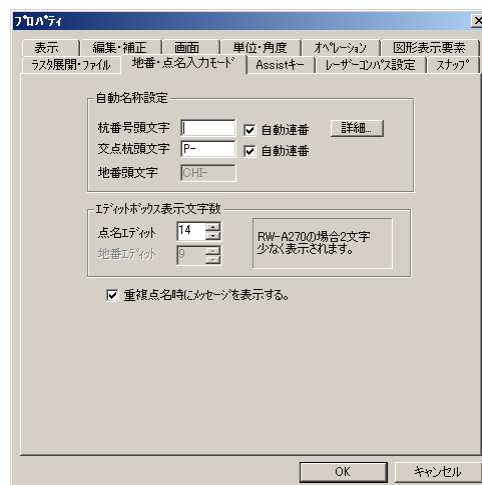 プロパティ
表示 編集・補正 画面 単位・角度 オペレーション 図形表示要素
ラスタ展開・ファイル 地番・点名入力モード Assistキー レーザーコンパス設定 スナップ
自動名称設定
杭番号頭文字 自動連番 詳細...
交点杭頭文字 P- 自動連番
地番頭文字 CHI-
エディットボックス表示文字数
点名エディット 14
地番エディット 9
RW-A270の場合2文字
少なく表示されます。
重複点名時にメッセージを表示する。
OK キャンセル